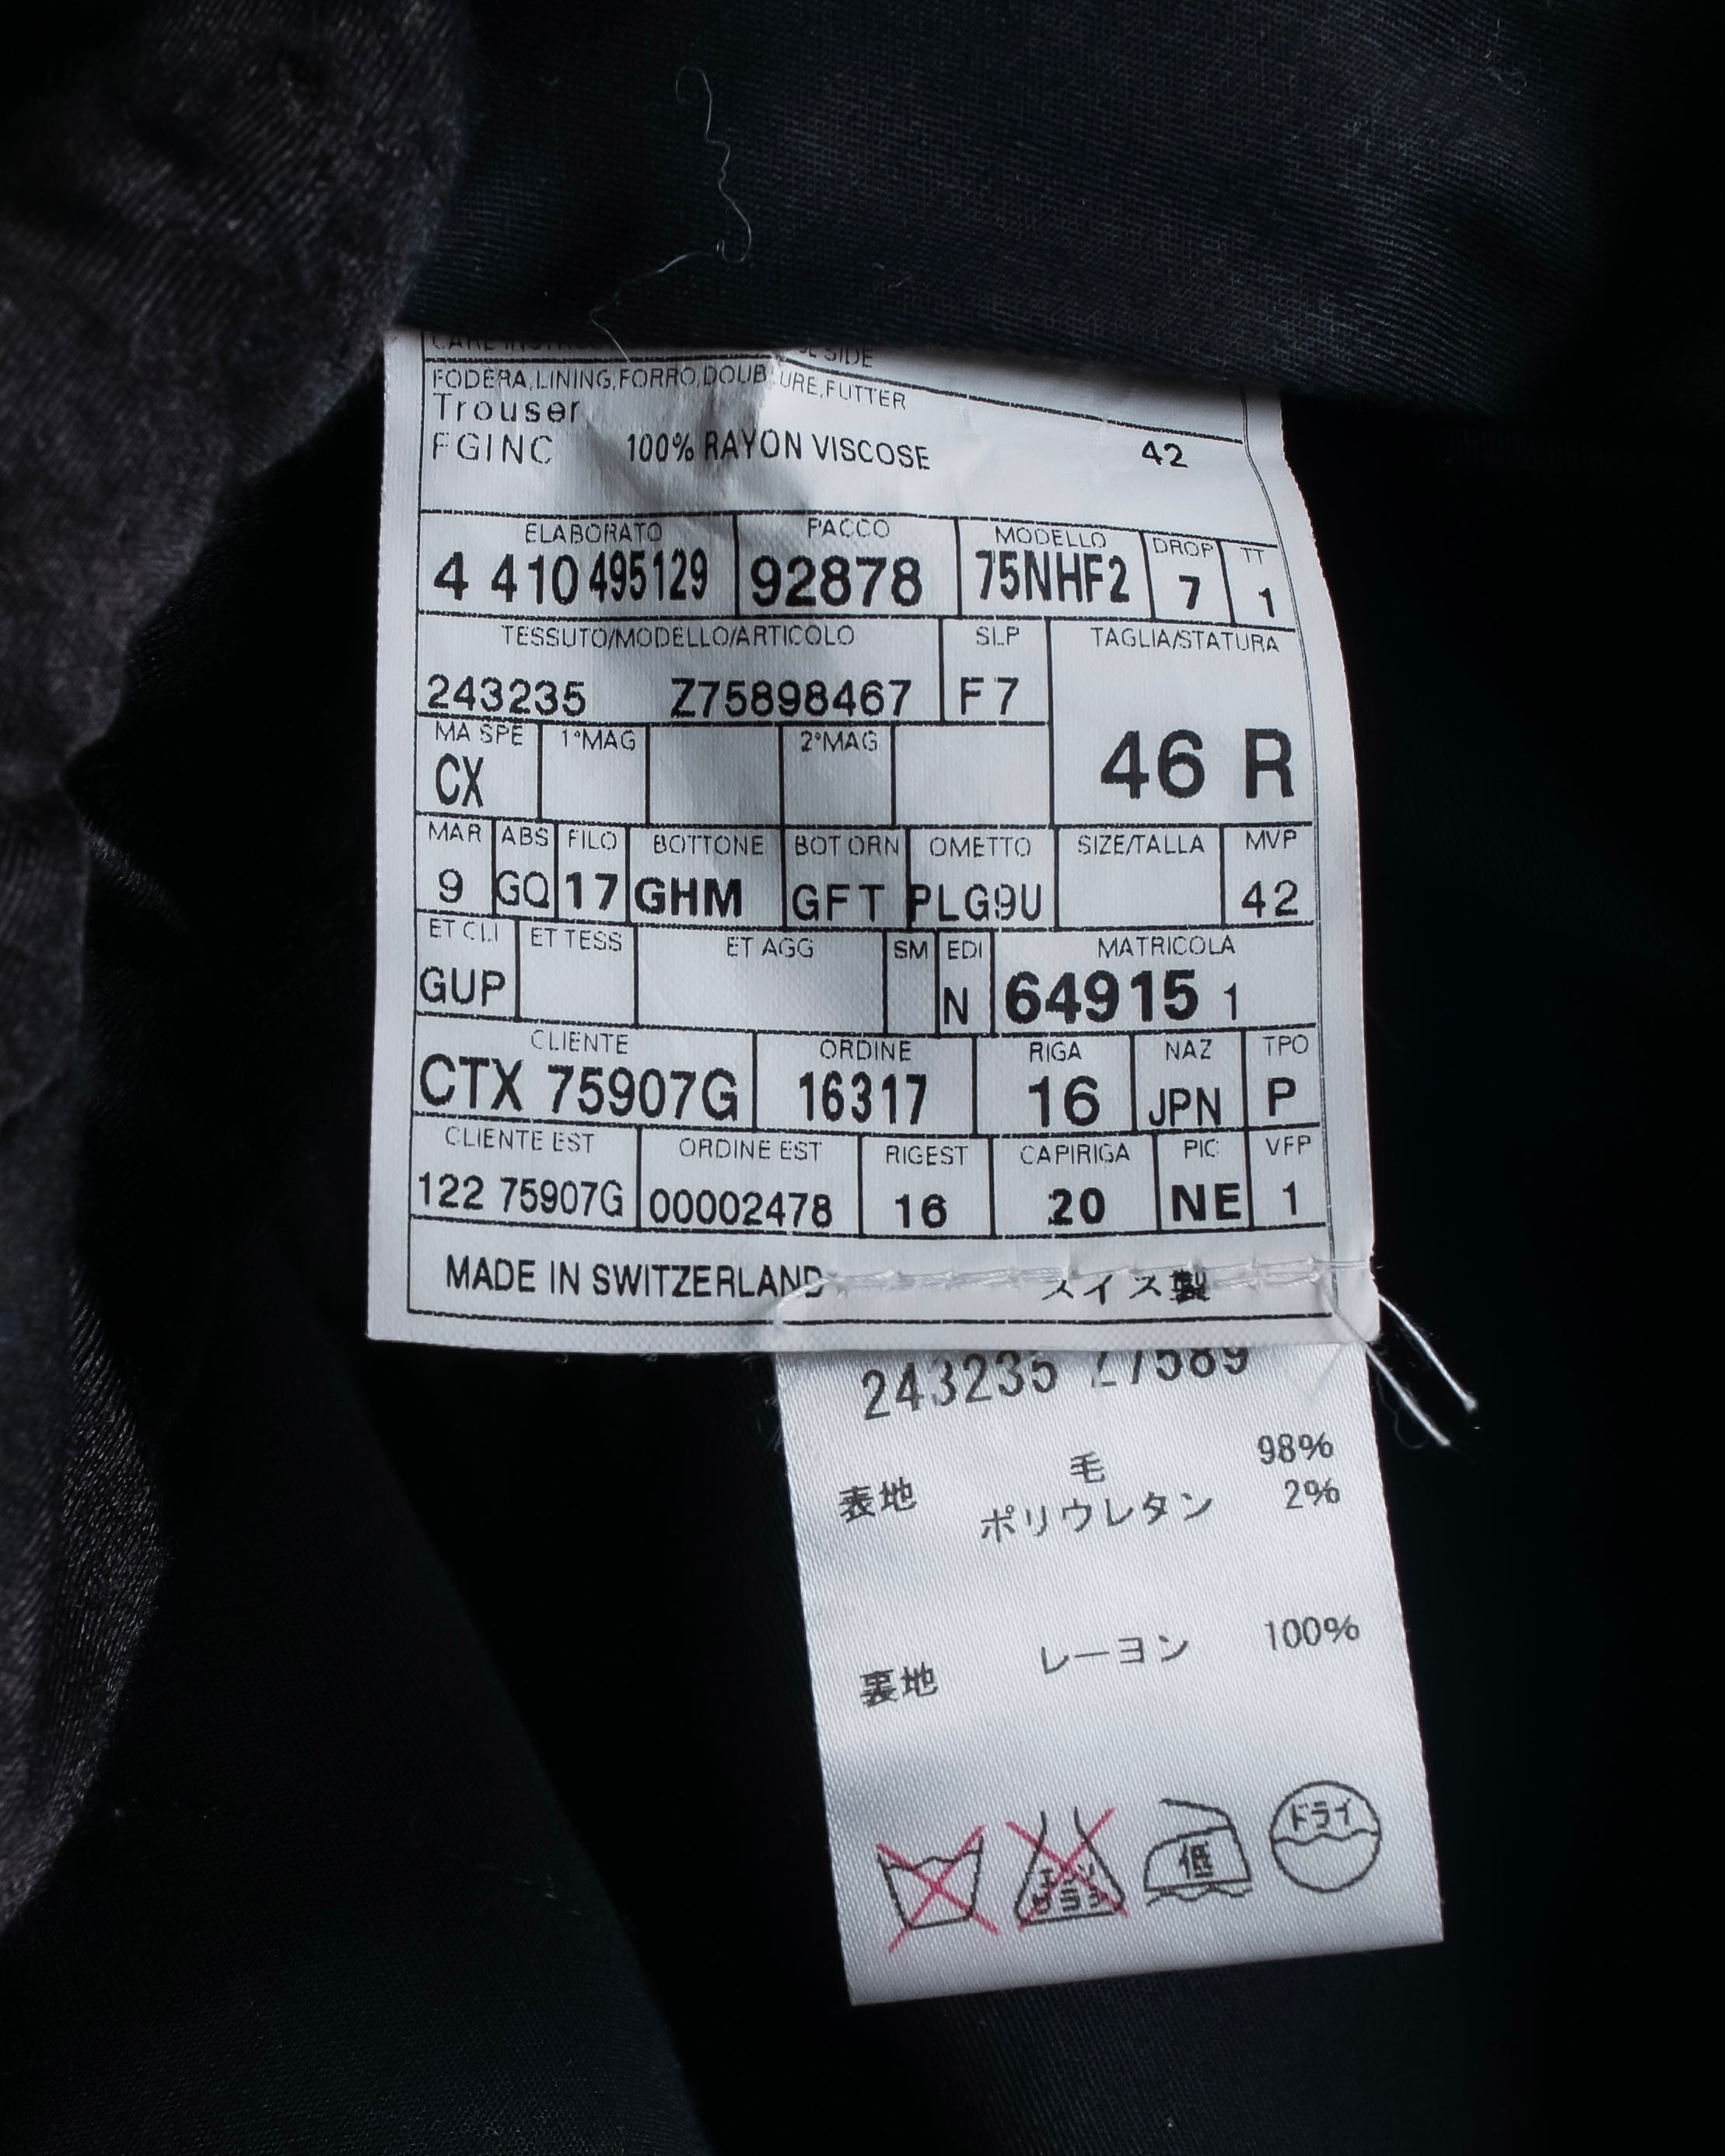 SIDE
FODERA,LINING,FORRO,DOUBLURE,FUTTER
Trouser
FGINC 100% RAYON VISCOSE 42
ELABORATO PACCO MODELLO DROP TT
4 410495129 92878 75NHF2 7 1
TESSUTO/MODELLO/ARTICOLO SLP TAGLIA/STATURA
243235 Z75898467 F7
46 R
MA SPE 1°MAG 2°MAG
CX
MAR ABS FILO BOTTONE BOT ORN OMETTO SIZE/TALLA MVP
9 GQ 17 GHM GFT PLG9U 42
ET CLI ET TESS ET AGG SM EDI MATRICOLA
GUP N 64915 1
CLIENTE ORDINE RIGA NAZ TPO
CTX 75907G 16317 16 JPN P
CLIENTE EST ORDINE EST RIGEST CAPIRIGA PIC VFP
122 75907G 00002478 16 20 NE 1
MADE IN SWITZERLAND スイス製
243235 Z7589
表地 毛 98%
ポリウレタン 2%
裏地 レーヨン 100%
低 ドライ